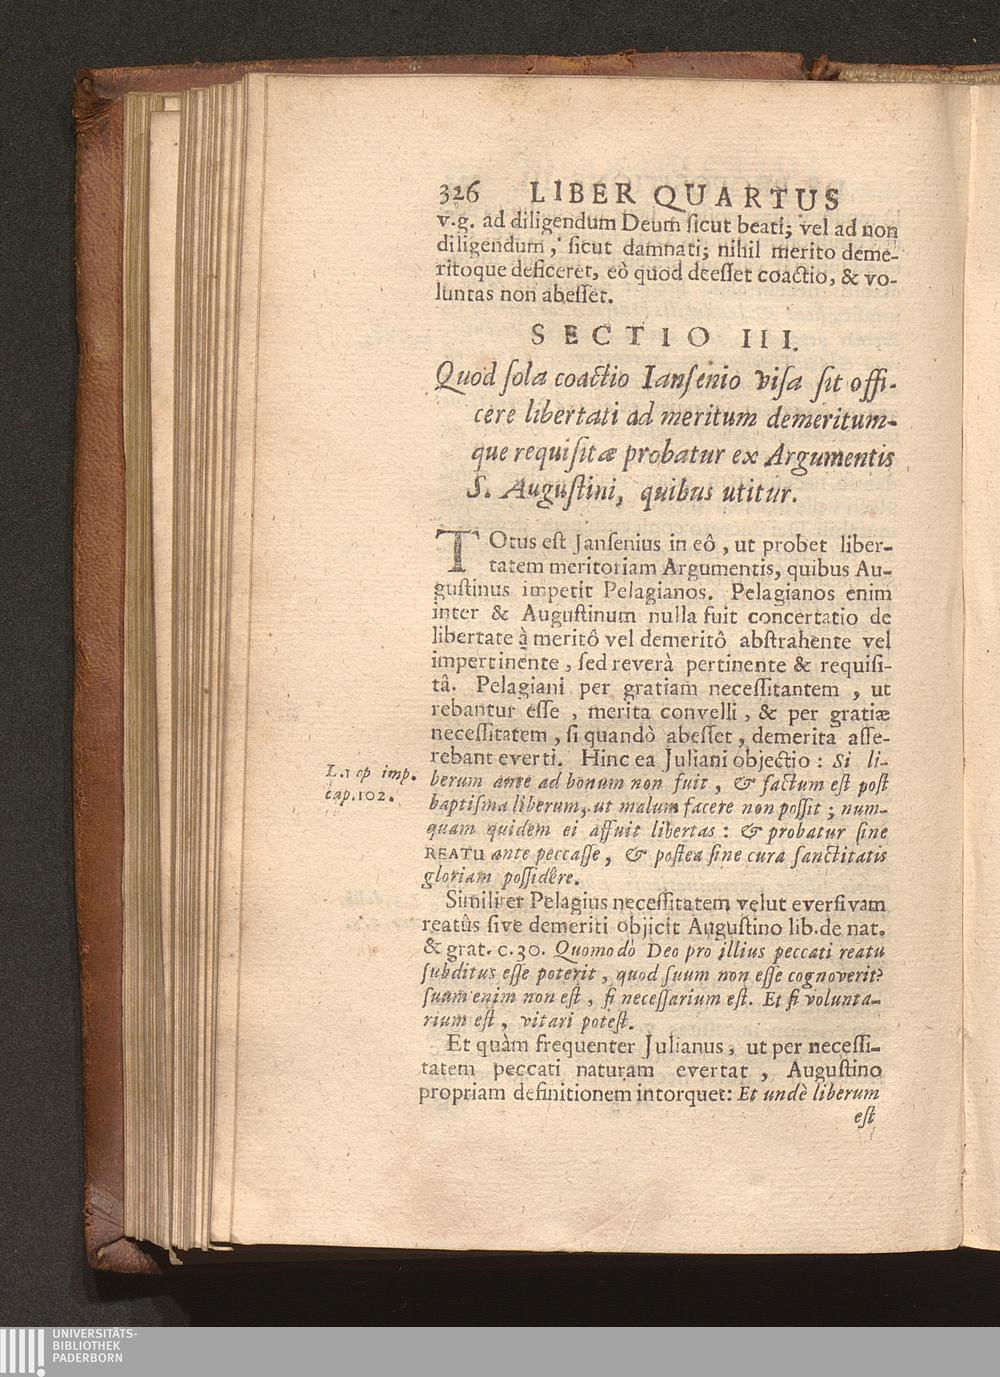 326 LIBER QUARTUS
v.g. ad diligendum Deum ſicut beati; vel ad non
diligendum, ſicut damnati; nihil merito deme-
ritoque deficeret, eò quod deeſſet coactio, & vo-
luntas non abeſſet.
SECTIO III.
Quod ſola coactio Ianſenio viſa ſit offi-
cere libertati ad meritum demeritum-
que requiſitæ probatur ex Argumentis
S. Auguſtini, quibus utitur.
TOtus eſt Janſenius in eô, ut probet liber-
tatem meritoriam Argumentis, quibus Au-
guſtinus impetit Pelagianos. Pelagianos enim
inter & Auguſtinum nulla fuit concertatio de
libertate à meritô vel demeritô abſtrahente vel
impertinente, ſed reverà pertinente & requiſi-
tâ. Pelagiani per gratiam neceſſitantem, ut
rebantur eſſe, merita convelli, & per gratiæ
neceſſitatem, ſi quandò abeſſet, demerita aſſe-
rebant everti. Hinc ea Juliani objectio: Si li-
L.1 op imp.
cap.102.
berum ante ad bonum non fuit, & factum eſt poſt
baptiſma liberum, ut malum facere non poſſit; num-
quam quidem ei affuit libertas: & probatur ſine
REATU ante peccaſſe, & poſtea ſine cura ſanctitatis
gloriam poſſidêre.
Similiter Pelagius neceſſitatem velut everſivam
reatûs ſive demeriti objicit Auguſtino lib.de nat.
& grat. c.30. Quomodò Deo pro illius peccati reatu
ſubditus eſſe poterit, quod ſuum non eſſe cognoverit?
ſuum enim non eſt, ſi neceſſarium eſt. Et ſi volunta-
rium eſt, vitari poteſt.
Et quàm frequenter Julianus, ut per neceſſi-
tatem peccati naturam evertat, Auguſtino
propriam definitionem intorquet: Et undè liberum
eſt
UNIVERSITÄTS-
BIBLIOTHEK
PADERBORN